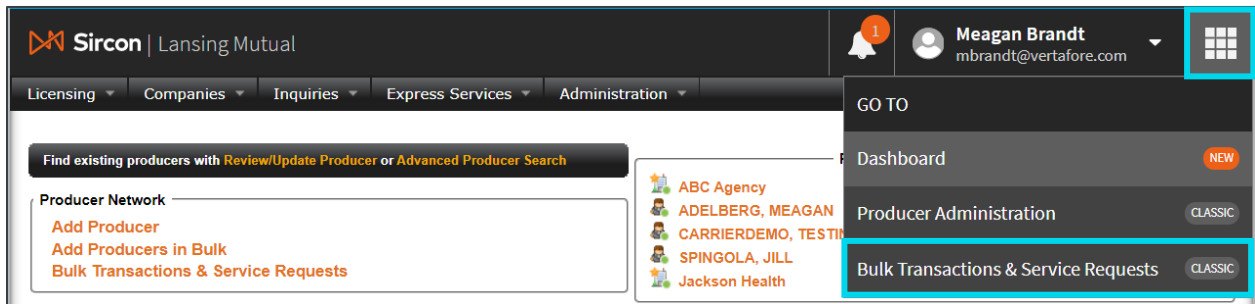 Sircon | Lansing Mutual
1
Meagan Brandt
mbrandt@vertafore.com
Licensing Companies Inquiries Express Services Administration
GO TO
Dashboard NEW
Producer Administration CLASSIC
Bulk Transactions & Service Requests CLASSIC
Find existing producers with Review/Update Producer or Advanced Producer Search
Producer Network
Add Producer
Add Producers in Bulk
Bulk Transactions & Service Requests
ABC Agency
ADELBERG, MEAGAN
CARRIERDEMO,
SPINGOLA, JILL
Jackson Health